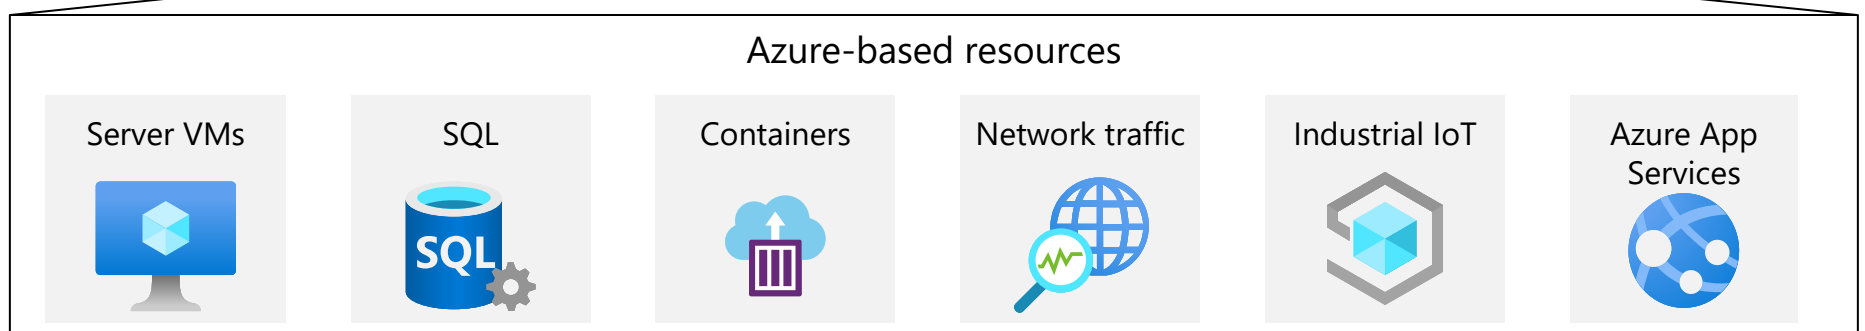 Azure-based resources
Server VMs
SQL
Containers
Network traffic
Industrial IoT
Azure App
Services
SQL